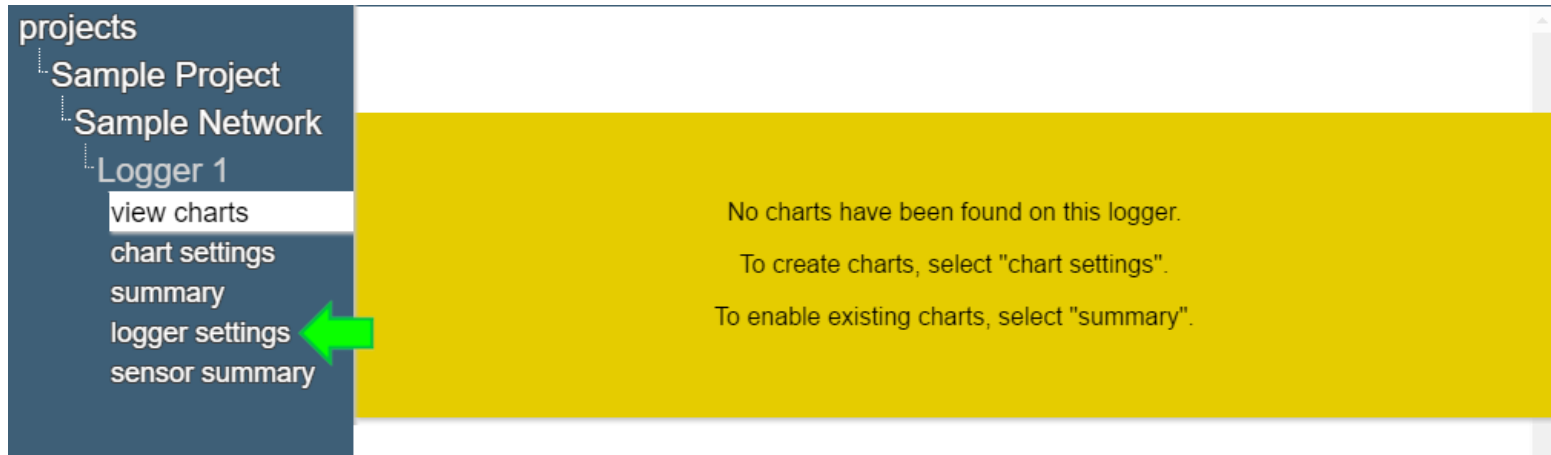 projects
Sample Project
Sample Network
Logger 1
view charts
chart settings
summary
logger settings
sensor summary
No charts have been found on this logger.
To create charts, select "chart settings".
To enable existing charts, select "summary".